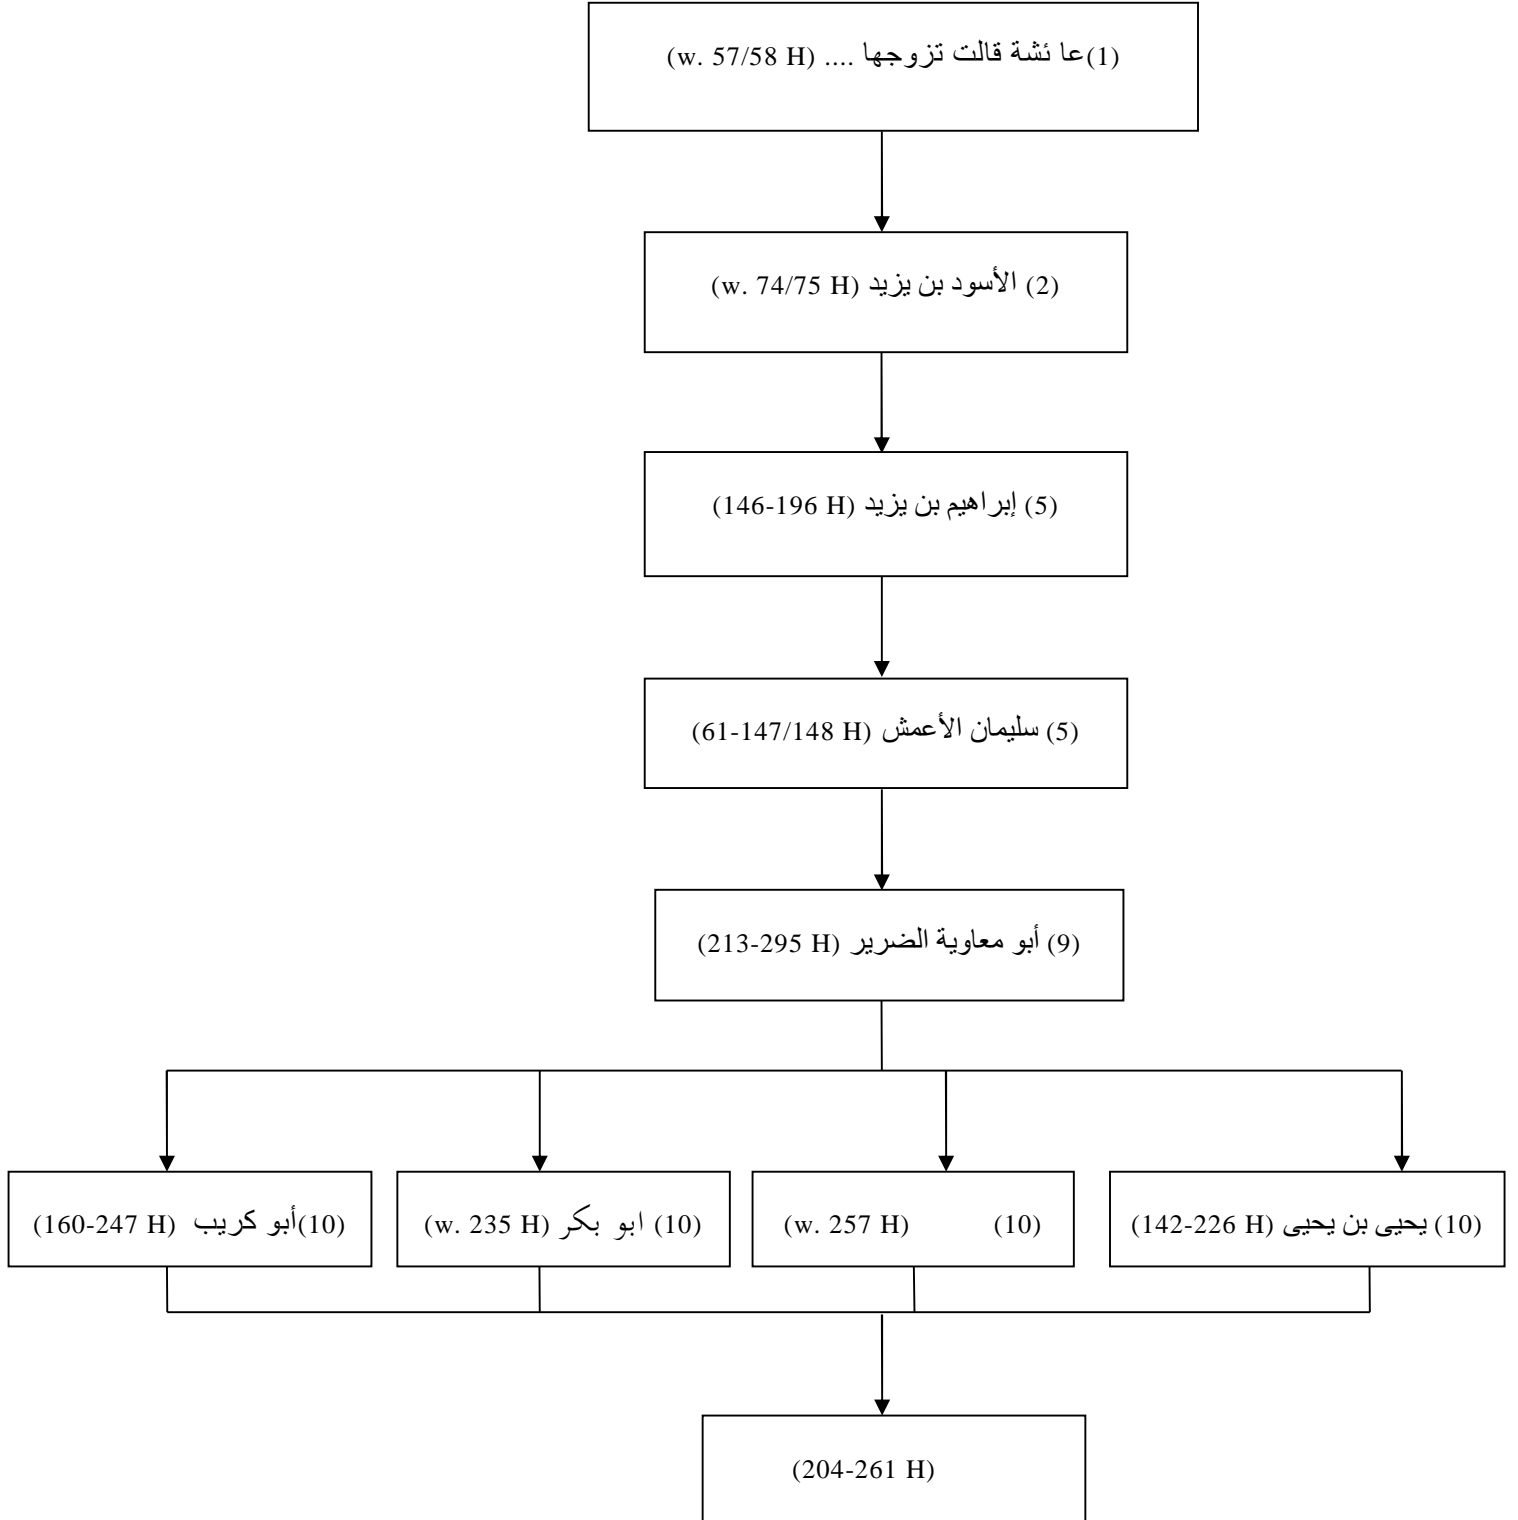 (1)عا ئشة قالت تزوجها .... (w. 57/58 H)
(2) الأسود بن يزيد (w. 74/75 H)
(5) إبراهيم بن يزيد (146-196 H)
(5) سليمان الأعمش (61-147/148 H)
(9) أبو معاوية الضرير (213-295 H)
(10)أبو كريب (160-247 H)
(10) ابو بكر (w. 235 H)
(10) (w. 257 H)
(10) يحيى بن يحيى (142-226 H)
(204-261 H)